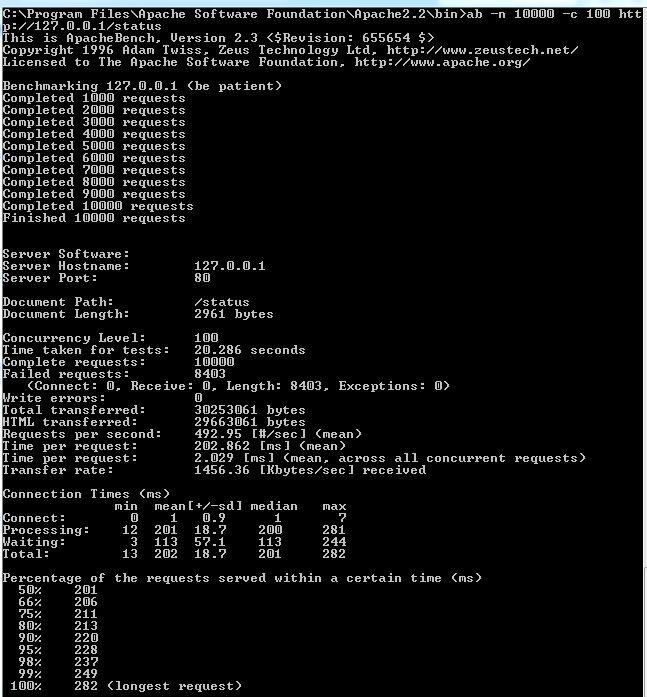 C:\Program Files\Apache Software Foundation\Apache2.2\bin>ab -n 10000 -c 100 htt
p://127.0.0.1/status
This is ApacheBench, Version 2.3 <$Revision: 655654 $>
Copyright 1996 Adam Twiss, Zeus Technology Ltd, http://www.zeustech.net/
Licensed to The Apache Software Foundation, http://www.apache.org/
Benchmarking 127.0.0.1 (be patient)
Completed 1000 requests
Completed 2000 requests
Completed 3000 requests
Completed 4000 requests
Completed 5000 requests
Completed 6000 requests
Completed 7000 requests
Completed 8000 requests
Completed 9000 requests
Completed 10000 requests
Finished 10000 requests
Server Software:
Server Hostname:        127.0.0.1
Server Port:            80
Document Path:          /status
Document Length:        2961 bytes
Concurrency Level:      100
Time taken for tests:   20.286 seconds
Complete requests:      10000
Failed requests:        8403
   (Connect: 0, Receive: 0, Length: 8403, Exceptions: 0)
Write errors:           0
Total transferred:      30253061 bytes
HTML transferred:       29663061 bytes
Requests per second:    492.95 [#/sec] (mean)
Time per request:       202.862 [ms] (mean)
Time per request:       2.029 [ms] (mean, across all concurrent requests)
Transfer rate:          1456.36 [Kbytes/sec] received
Connection Times (ms)
              min  mean[+/-sd] median   max
Connect:        0    1   0.9      1       7
Processing:    12  201  18.7    200     281
Waiting:        3  113  57.1    113     244
Total:         13  202  18.7    201     282
Percentage of the requests served within a certain time (ms)
  50%    201
  66%    206
  75%    211
  80%    213
  90%    220
  95%    228
  98%    237
  99%    249
 100%    282 (longest request)